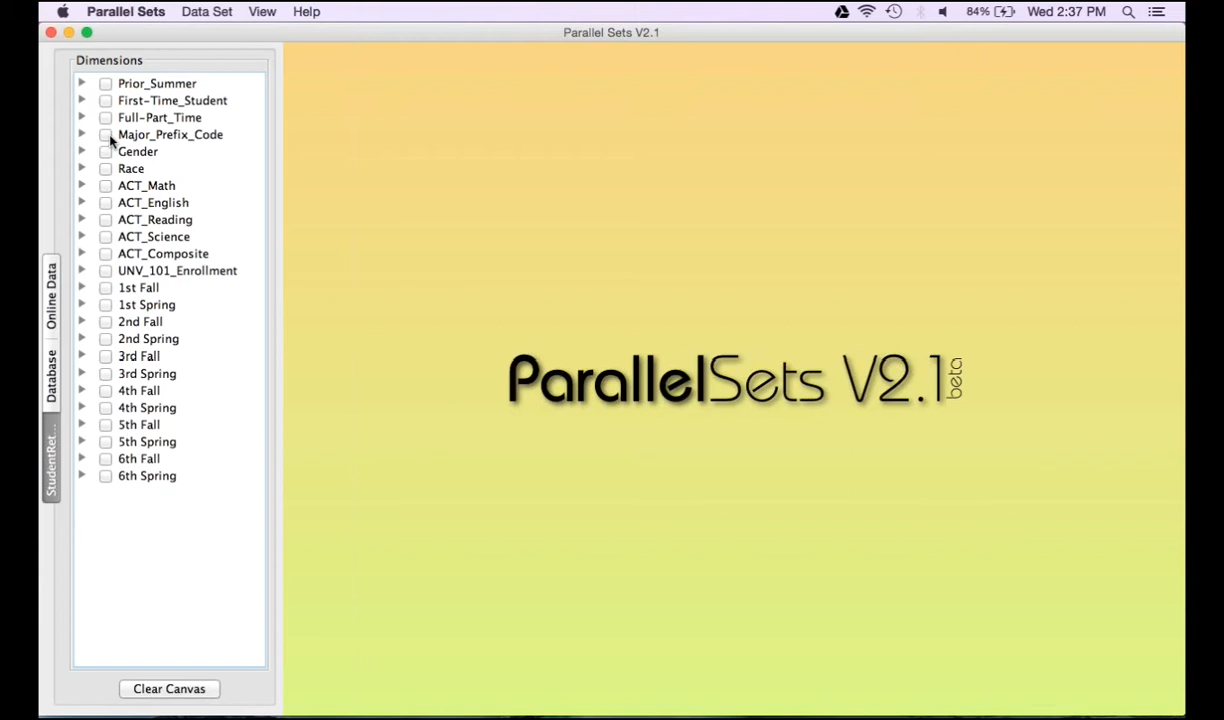 Parallel Sets Data Set View Help 84% Wed 2:37 PM
Parallel Sets V2.1
Dimensions
Prior_Summer
First-Time_Student
Full-Part_Time
Major_Prefix_Code
Gender
Race
ACT_Math
ACT_English
ACT_Reading
ACT_Science
ACT_Composite
UNV_101_Enrollment
1st Fall
1st Spring
2nd Fall
2nd Spring
3rd Fall
3rd Spring
4th Fall
4th Spring
5th Fall
5th Spring
6th Fall
6th Spring
Online Data
Database
StudentRet...
Clear Canvas
ParallelSets V2.1 beta